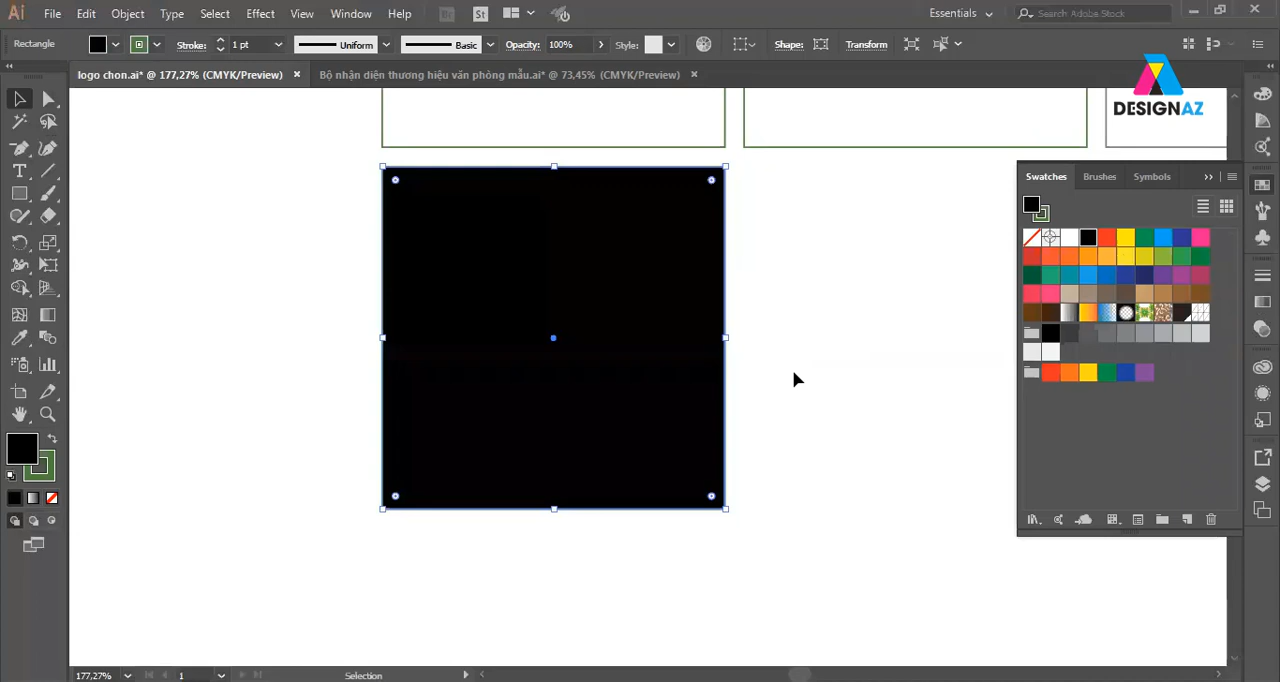 Ai File Edit Object Type Select Effect View Window Help Br St Essentials Search Adobe Stock
Rectangle Stroke: 1 pt Uniform Basic Opacity: 100% Style: Shape: Transform
logo chon.ai* @ 177,27% (CMYK/Preview) × Bộ nhận diện thương hiệu văn phòng mẫu.ai* @ 73,45% (CMYK/Preview) ×
DESIGNAZ
Swatches Brushes Symbols
177,27% 1 Selection